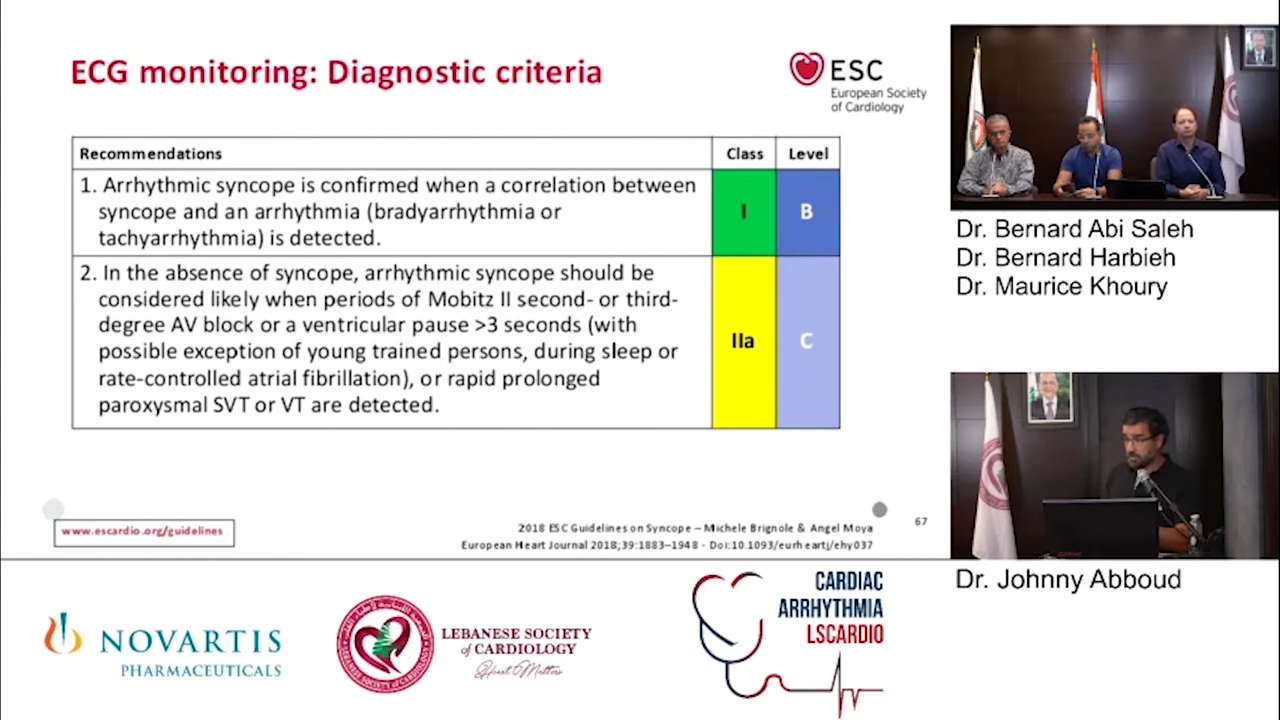 ECG monitoring: Diagnostic criteria
ESC
European Society
of Cardiology
Recommendations Class Level
1. Arrhythmic syncope is confirmed when a correlation between
syncope and an arrhythmia (bradyarrhythmia or
tachyarrhythmia) is detected.
I B
2. In the absence of syncope, arrhythmic syncope should be
considered likely when periods of Mobitz II second- or third-
degree AV block or a ventricular pause >3 seconds (with
possible exception of young trained persons, during sleep or
rate-controlled atrial fibrillation), or rapid prolonged
paroxysmal SVT or VT are detected.
IIa C
www.escardio.org/guidelines
2018 ESC Guidelines on Syncope – Michele Brignole & Angel Moya
European Heart Journal 2018;39:1883–1948 - Doi:10.1093/eurheartj/ehy037
67
Dr. Bernard Abi Saleh
Dr. Bernard Harbieh
Dr. Maurice Khoury
Dr. Johnny Abboud
NOVARTIS
PHARMACEUTICALS
LEBANESE SOCIETY
of CARDIOLOGY
Heart Matters
CARDIAC
ARRHYTHMIA
LSCARDIO